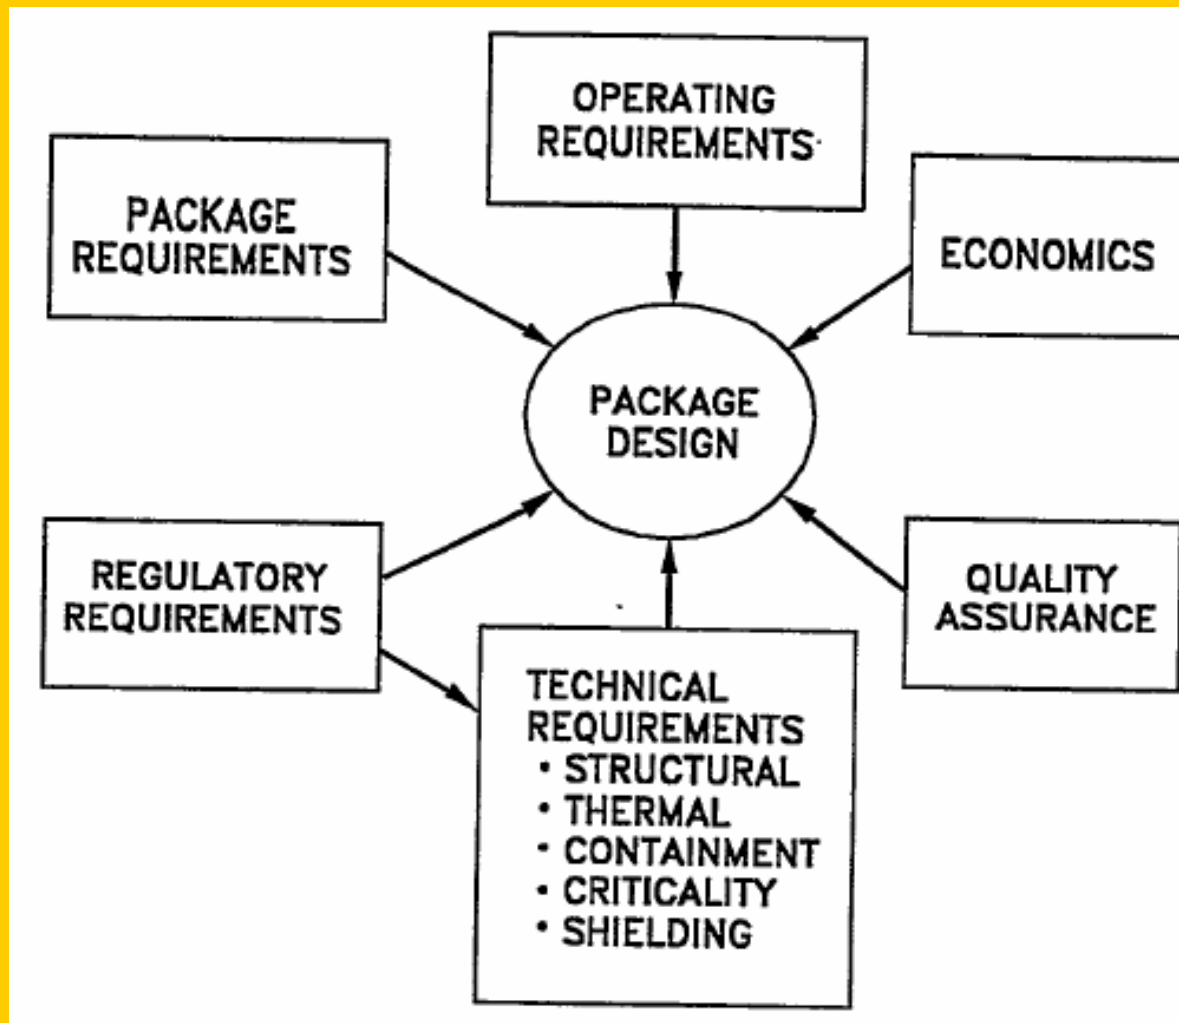 OPERATING
REQUIREMENTS
PACKAGE
REQUIREMENTS
ECONOMICS
PACKAGE
DESIGN
REGULATORY
REQUIREMENTS
QUALITY
ASSURANCE
TECHNICAL
REQUIREMENTS
• STRUCTURAL
• THERMAL
• CONTAINMENT
• CRITICALITY
• SHIELDING